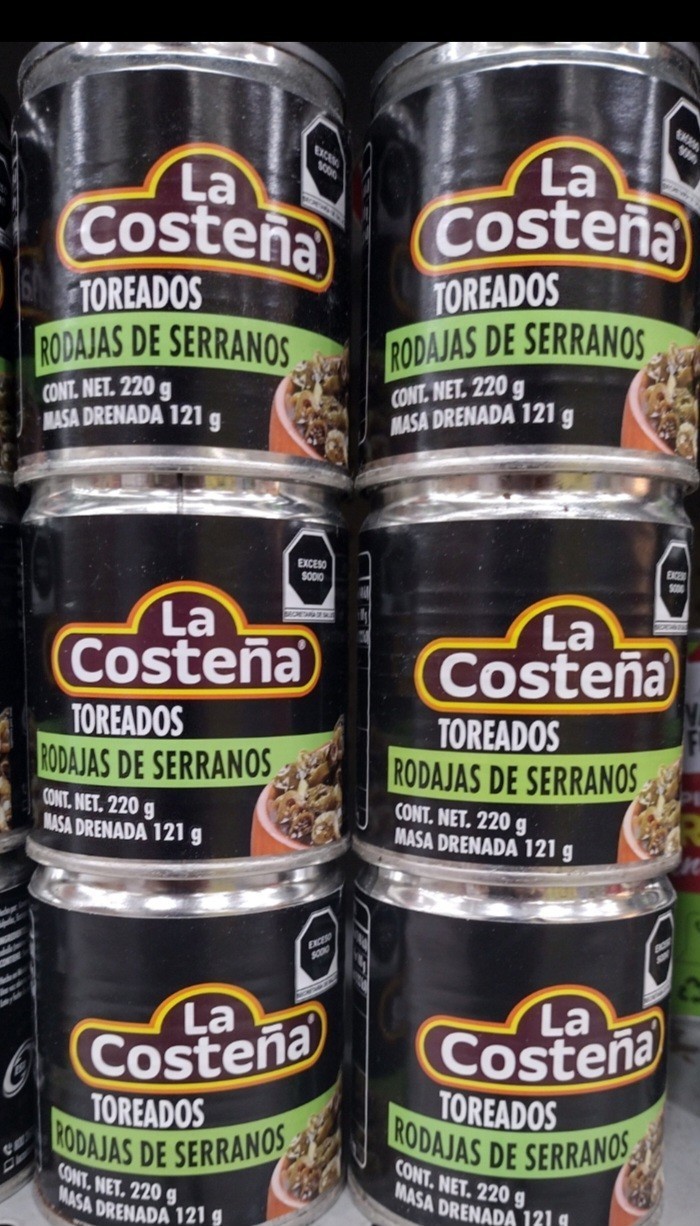 EXCESO
SODIO
La
Costeña
TOREADOS
RODAJAS DE SERRANOS
CONT. NET. 220 g
MASA DRENADA 121 g
EXCESO
SODIO
La
Costeña
TOREADOS
RODAJAS DE SERRANOS
CONT. NET. 220 g
MASA DRENADA 121 g
EXCESO
SODIO
SECRETARÍA DE SALUD
La
Costeña®
TOREADOS
RODAJAS DE SERRANOS
CONT. NET. 220 g
MASA DRENADA 121 g
EXCESO
SODIO
La
Costeña®
TOREADOS
RODAJAS DE SERRANOS
CONT. NET. 220 g
MASA DRENADA 121 g
EXCESO
SODIO
La
Costeña
TOREADOS
RODAJAS DE SERRANOS
CONT. NET. 220 g
MASA DRENADA 121 g
EXCESO
SODIO
La
Costeña
TOREADOS
RODAJAS DE SERRANOS
CONT. NET. 220 g
MASA DRENADA 121 g